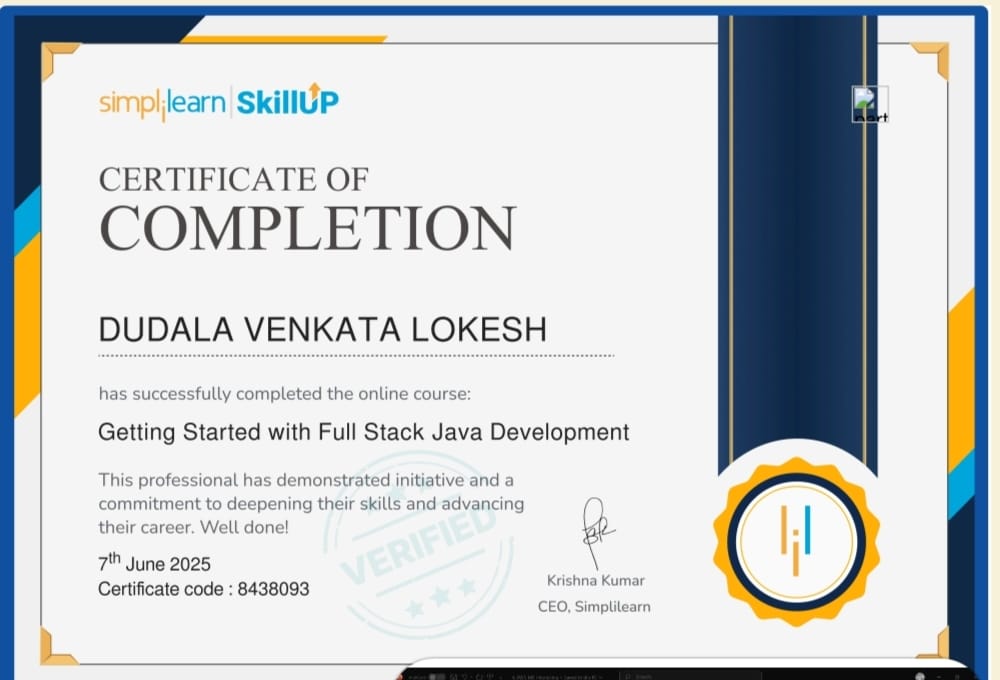 simplilearn | SkillUP
CERTIFICATE OF
COMPLETION
DUDALA VENKATA LOKESH
has successfully completed the online course:
Getting Started with Full Stack Java Development
This professional has demonstrated initiative and a
commitment to deepening their skills and advancing
their career. Well done!
VERIFIED
7th June 2025
Certificate code : 8438093
Krishna Kumar
CEO, Simplilearn